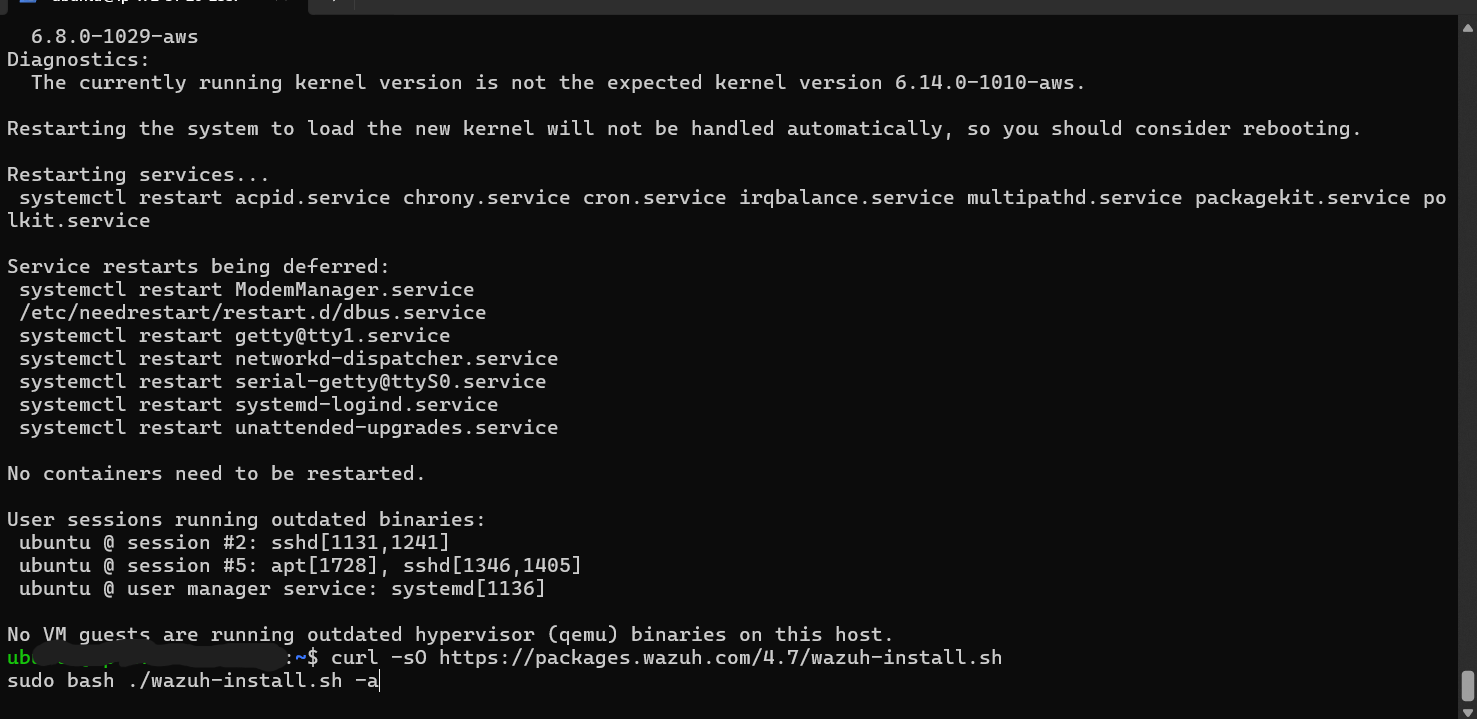 6.8.0-1029-aws
Diagnostics:
The currently running kernel version is not the expected kernel version 6.14.0-1010-aws.
Restarting the system to load the new kernel will not be handled automatically, so you should consider rebooting.
Restarting services...
systemctl restart acpid.service chrony.service cron.service irqbalance.service multipathd.service packagekit.service po
lkit.service
Service restarts being deferred:
systemctl restart ModemManager.service
/etc/needrestart/restart.d/dbus.service
systemctl restart getty@tty1.service
systemctl restart networkd-dispatcher.service
systemctl restart serial-getty@ttyS0.service
systemctl restart systemd-logind.service
systemctl restart unattended-upgrades.service
No containers need to be restarted.
User sessions running outdated binaries:
ubuntu @ session #2: sshd[1131,1241]
ubuntu @ session #5: apt[1728], sshd[1346,1405]
ubuntu @ user manager service: systemd[1136]
No VM guests are running outdated hypervisor (qemu) binaries on this host.
:~$ curl -sO https://packages.wazuh.com/4.7/wazuh-install.sh
sudo bash ./wazuh-install.sh -a